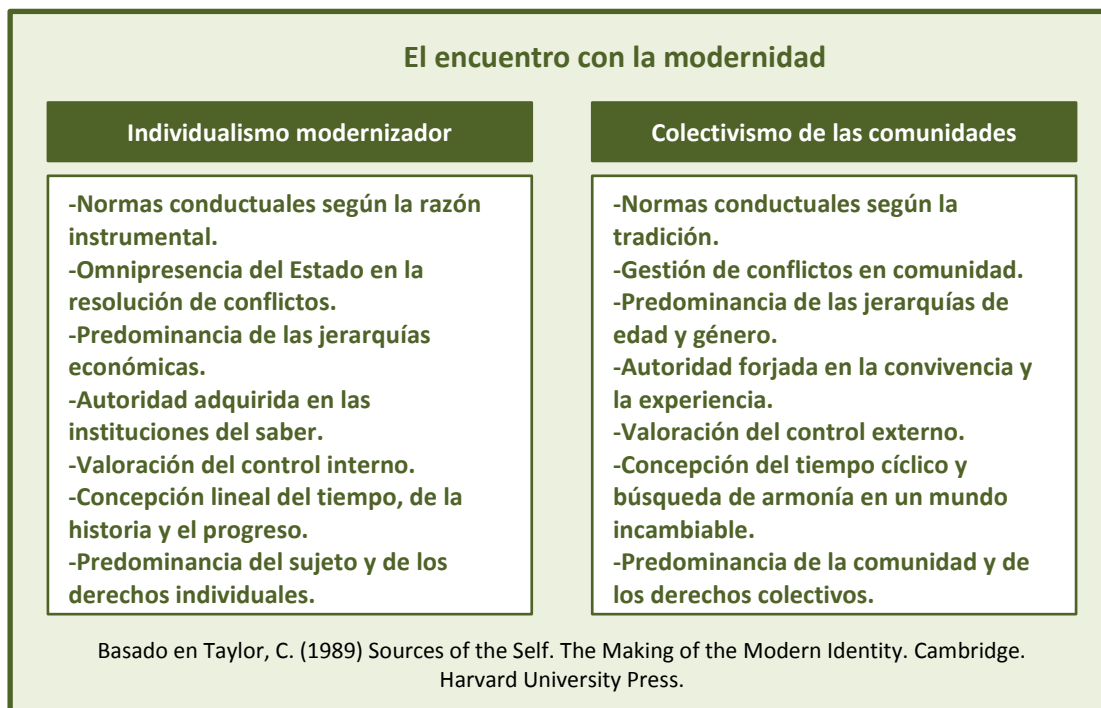 El encuentro con la modernidad
Individualismo modernizador
-Normas conductuales según la razón
instrumental.
-Omnipresencia del Estado en la
resolución de conflictos.
-Predominancia de las jerarquías
económicas.
-Autoridad adquirida en las
instituciones del saber.
-Valoración del control interno.
-Concepción lineal del tiempo, de la
historia y el progreso.
-Predominancia del sujeto y de los
derechos individuales.
Colectivismo de las comunidades
-Normas conductuales según la
tradición.
-Gestión de conflictos en comunidad.
-Predominancia de las jerarquías de
edad y género.
-Autoridad forjada en la convivencia y
la experiencia.
-Valoración del control externo.
-Concepción del tiempo cíclico y
búsqueda de armonía en un mundo
incambiable.
-Predominancia de la comunidad y de
los derechos colectivos.
Basado en Taylor, C. (1989) Sources of the Self. The Making of the Modern Identity. Cambridge.
Harvard University Press.